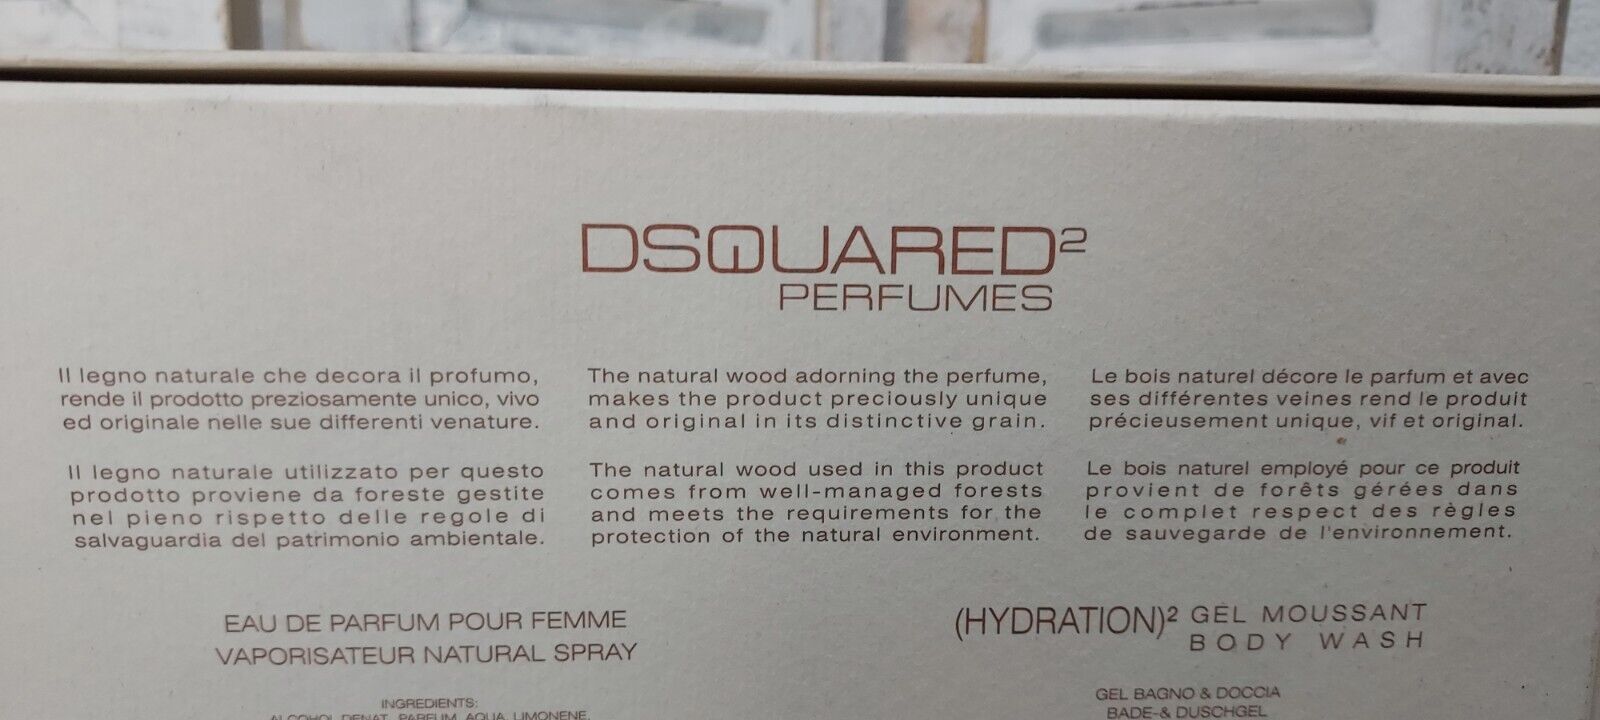 DSQUARED²
PERFUMES
Il legno naturale che decora il profumo,
rende il prodotto preziosamente unico, vivo
ed originale nelle sue differenti venature.
Il legno naturale utilizzato per questo
prodotto proviene da foreste gestite
nel pieno rispetto delle regole di
salvaguardia del patrimonio ambientale.
The natural wood adorning the perfume,
makes the product preciously unique
and original in its distinctive grain.
The natural wood used in this product
comes from well-managed forests
and meets the requirements for the
protection of the natural environment.
Le bois naturel décore le parfum et avec
ses différentes veines rend le produit
précieusement unique, vif et original.
Le bois naturel employé pour ce produit
provient de forêts gérées dans
le complet respect des règles
de sauvegarde de l'environnement.
EAU DE PARFUM POUR FEMME
VAPORISATEUR NATURAL SPRAY
INGREDIENTS:
ALCOHOL DENAT., PARFUM, AQUA, LIMONENE,
(HYDRATION)² GEL MOUSSANT
BODY WASH
GEL BAGNO & DOCCIA
BADE-& DUSCHGEL